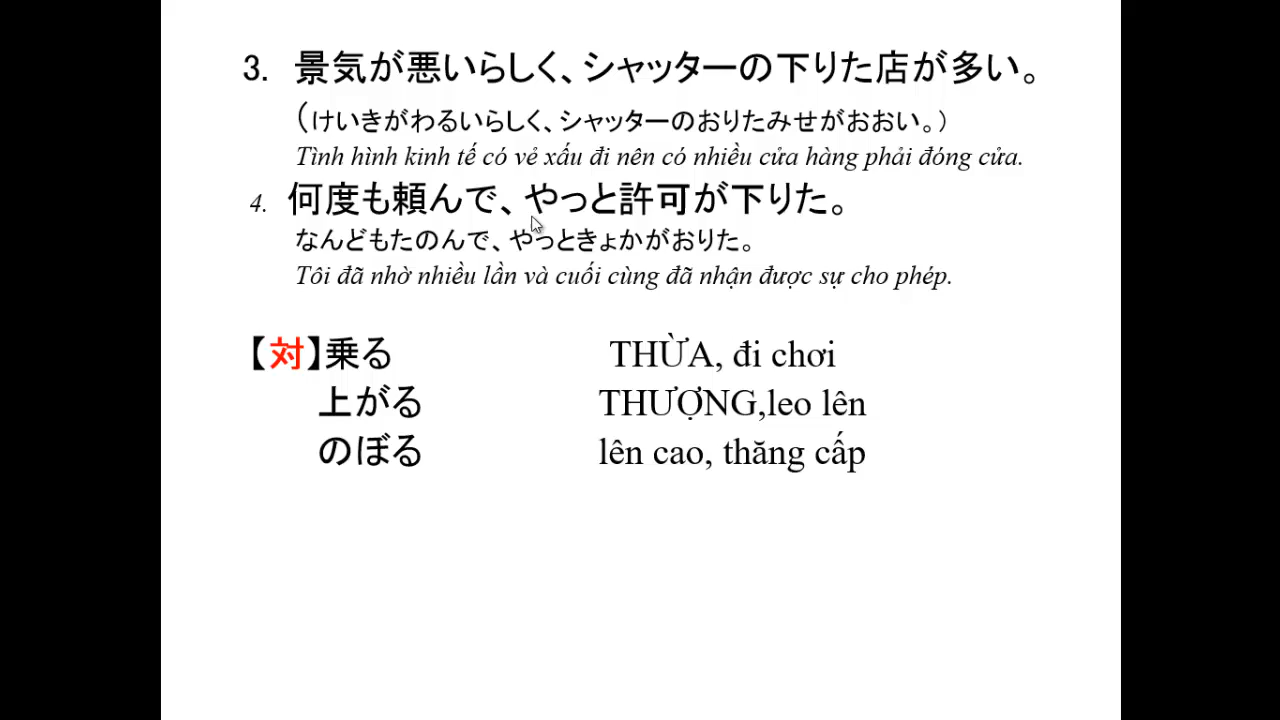 3. 景気が悪いらしく、シャッターの下りた店が多い。
(けいきがわるいらしく、シャッターのおりたみせがおおい。)
Tình hình kinh tế có vẻ xấu đi nên có nhiều cửa hàng phải đóng cửa.
4. 何度も頼んで、やっと許可が下りた。
なんどもたのんで、やっときょかがおりた。
Tôi đã nhờ nhiều lần và cuối cùng đã nhận được sự cho phép.
【対】乗る THỪA, đi chơi
上がる THƯỢNG,leo lên
のぼる lên cao, thăng cấp